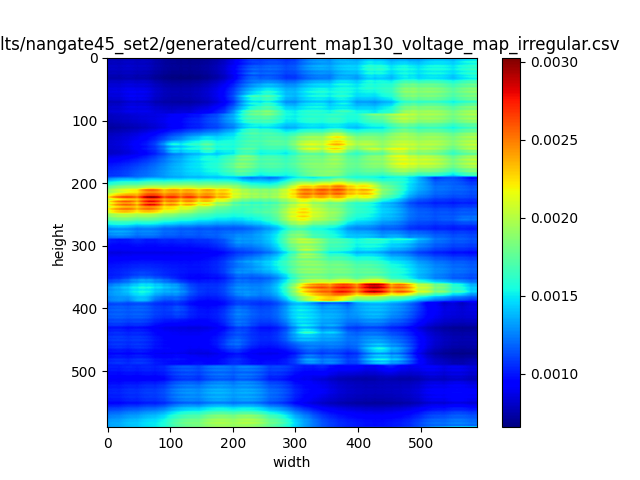 lts/nangate45_set2/generated/current_map130_voltage_map_irregular.csv
0
100
200
300
400
500
height
0 100 200 300 400 500
width
0.0030
0.0025
0.0020
0.0015
0.0010